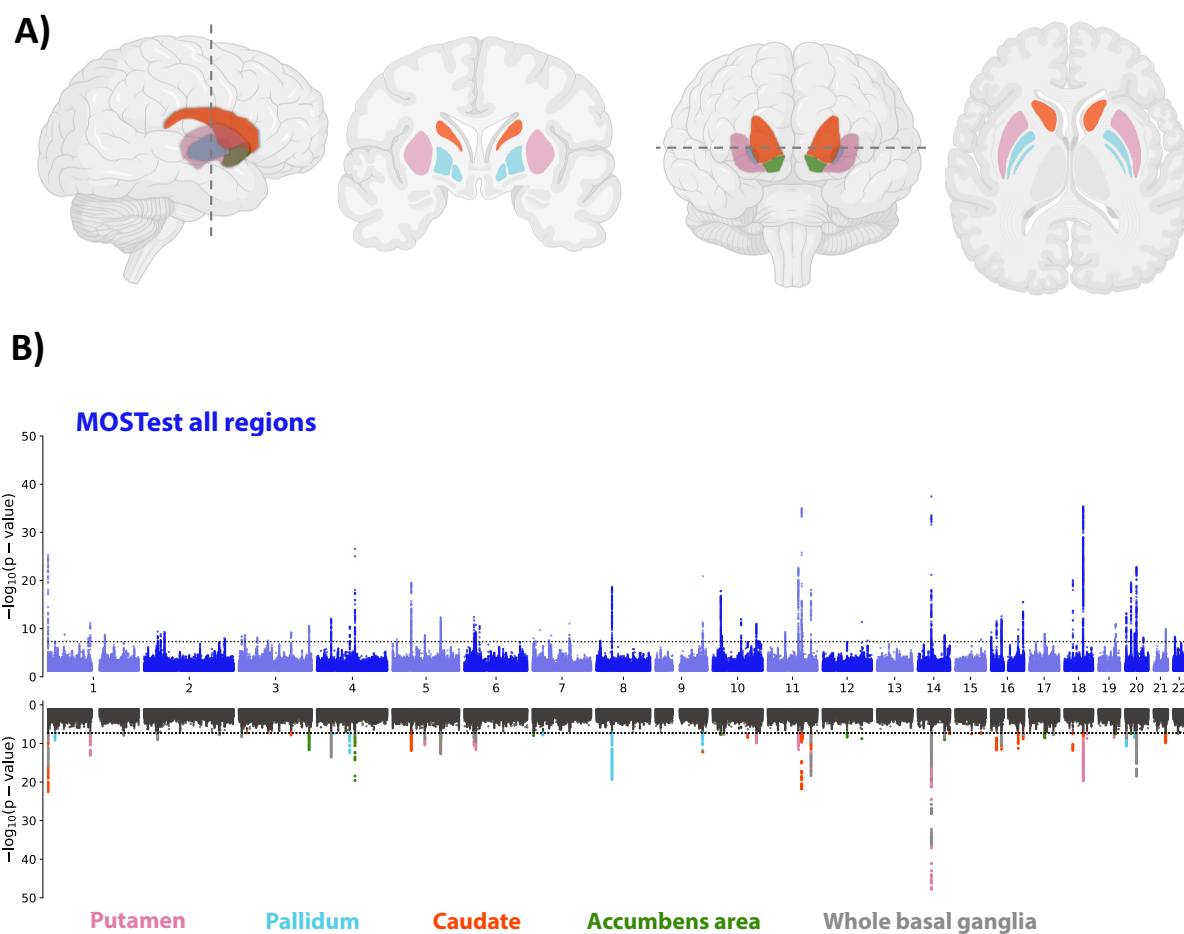 A)
B)
MOSTest all regions
50
40
30
20
10
0
−log10(p − value)
1 2 3 4 5 6 7 8 9 10 11 12 13 14 15 16 17 18 19 20 21 22
0
10
20
30
40
50
−log10(p − value)
Putamen Pallidum Caudate Accumbens area Whole basal ganglia